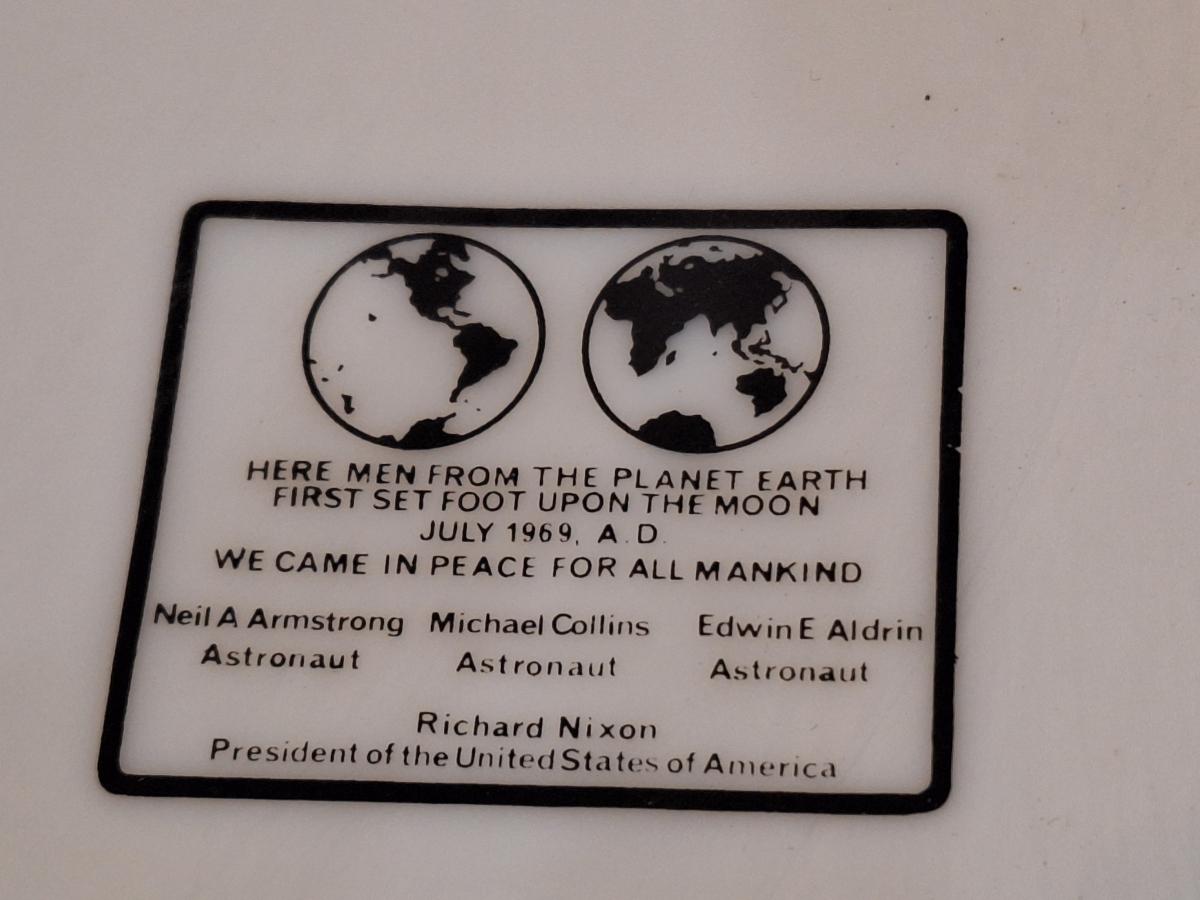 HERE MEN FROM THE PLANET EARTH
FIRST SET FOOT UPON THE MOON
JULY 1969, A.D.
WE CAME IN PEACE FOR ALL MANKIND
Neil A Armstrong Michael Collins Edwin E Aldrin
Astronaut Astronaut Astronaut
Richard Nixon
President of the United States of America